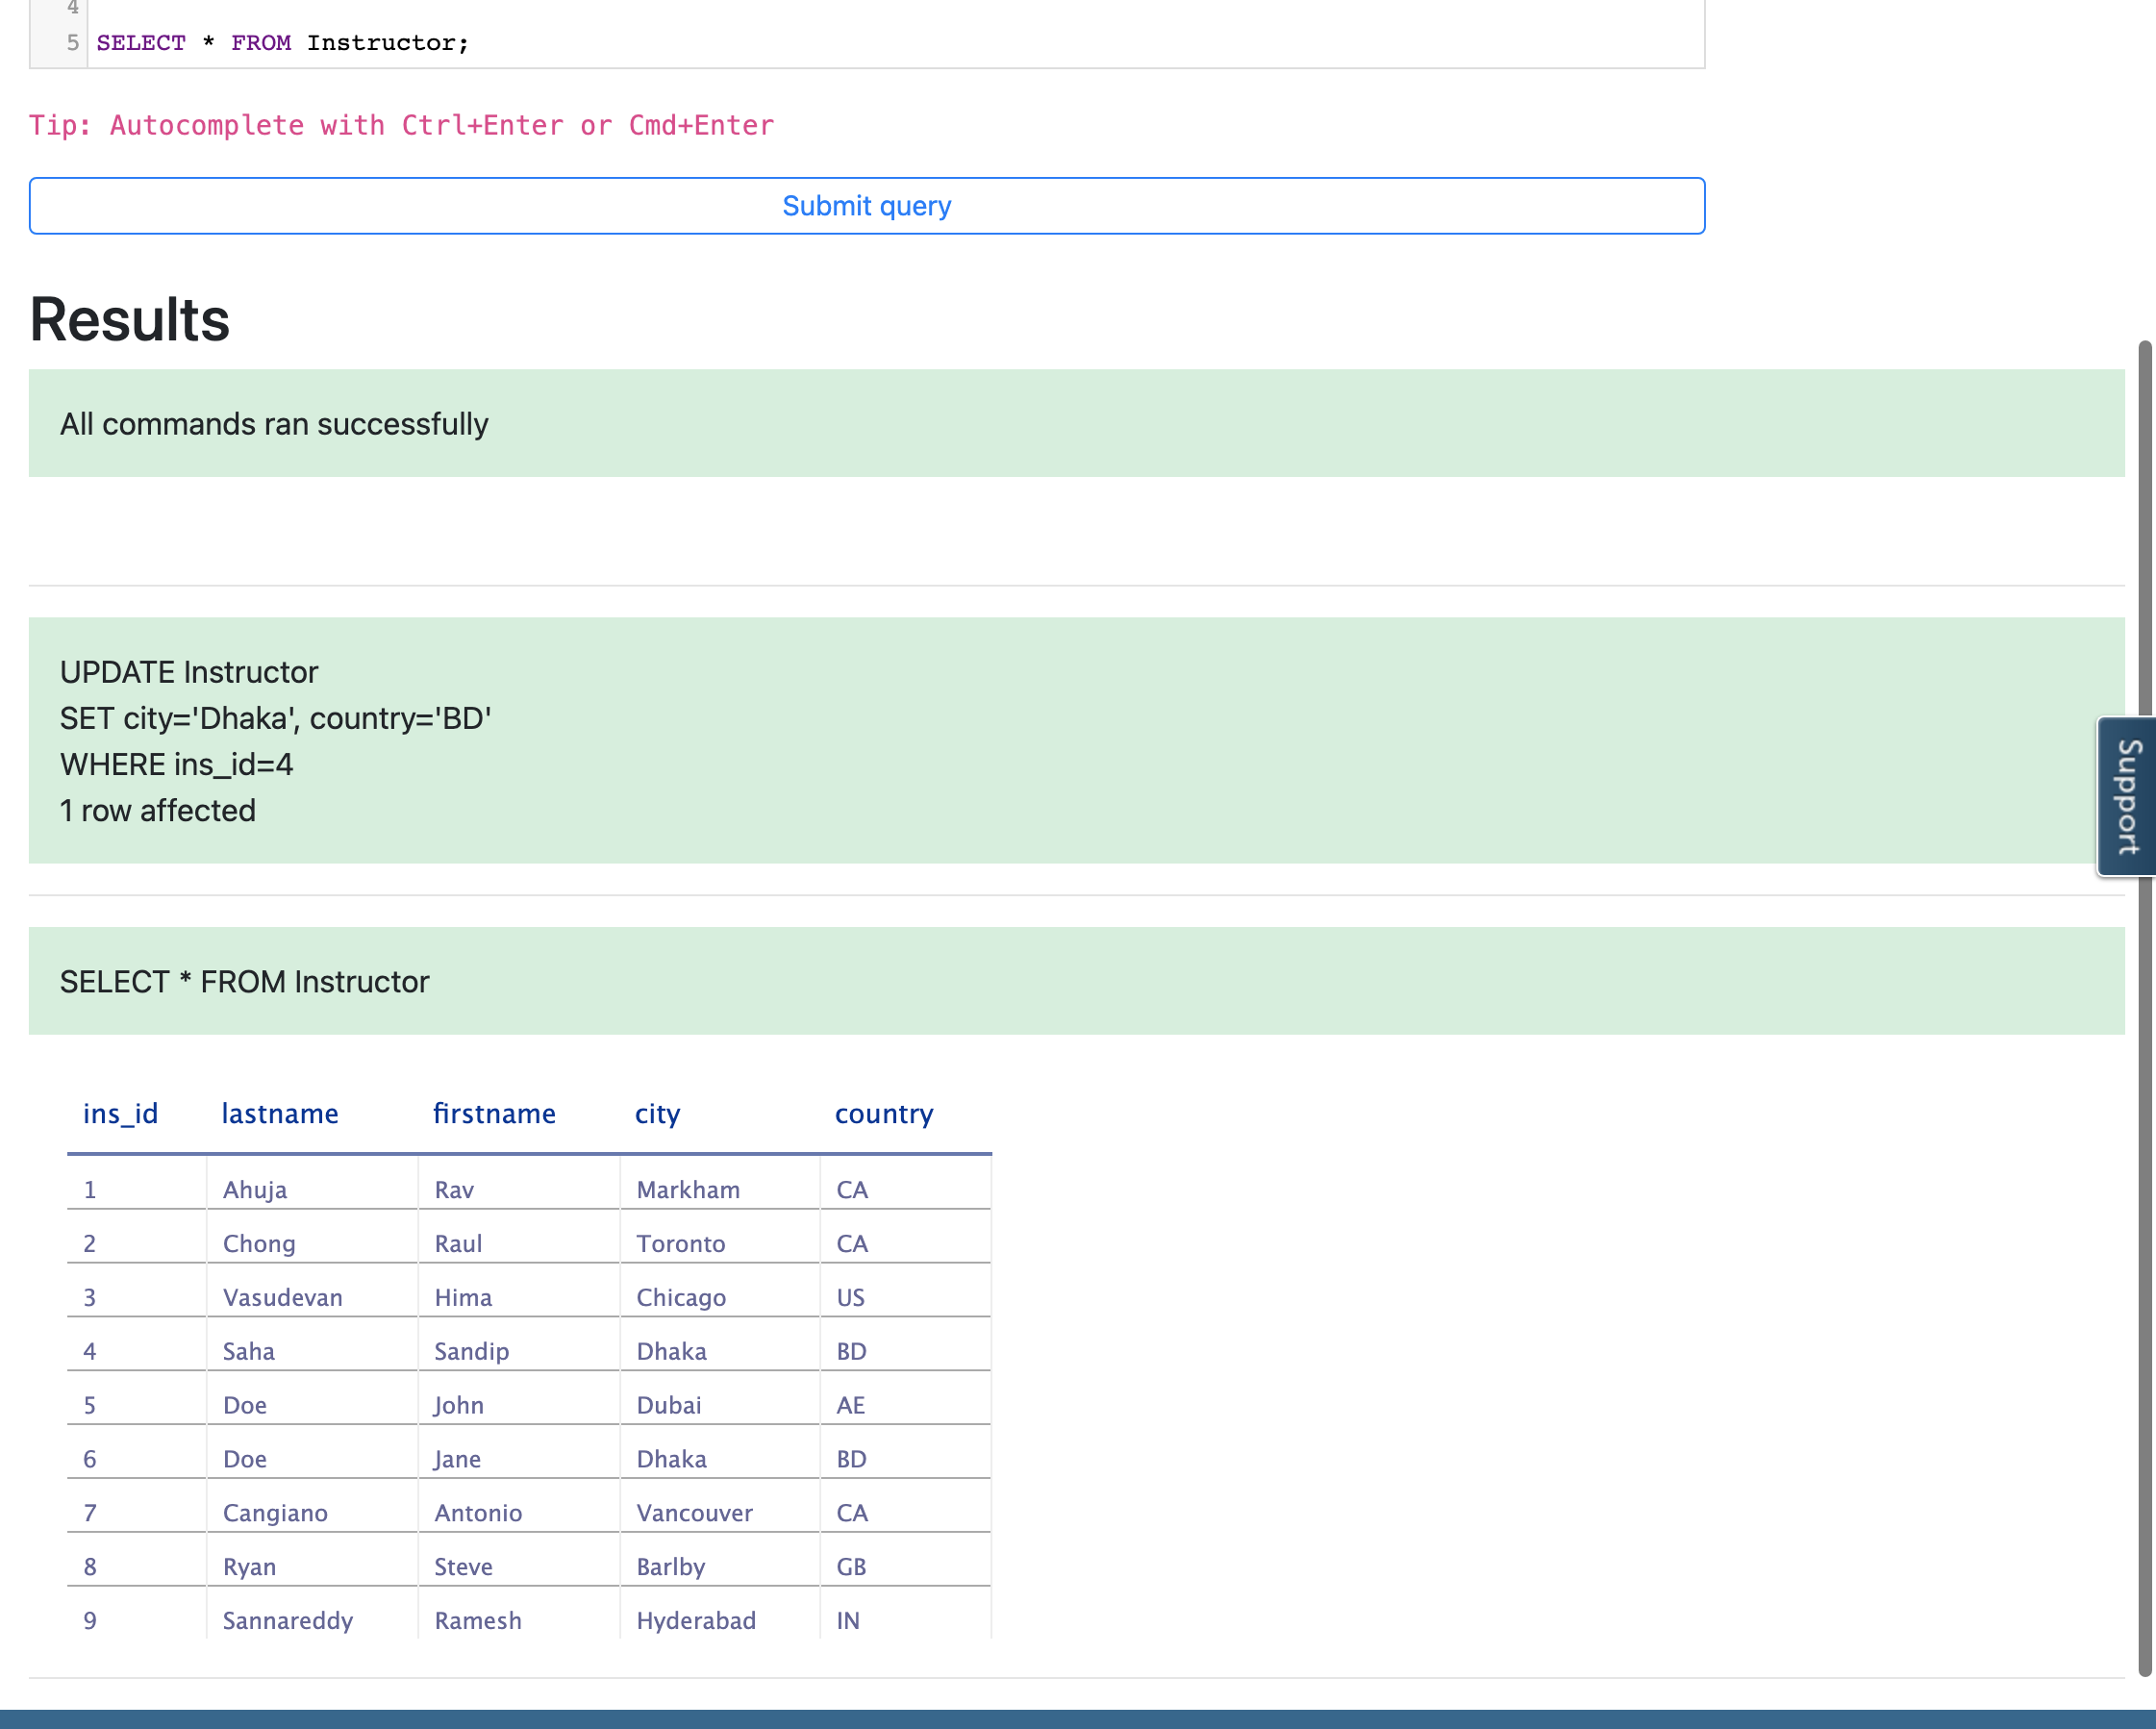 4
5 SELECT * FROM Instructor;
Tip: Autocomplete with Ctrl+Enter or Cmd+Enter
Submit query
Results
All commands ran successfully
UPDATE Instructor
SET city='Dhaka', country='BD'
WHERE ins_id=4
1 row affected
Support
SELECT * FROM Instructor
ins_id lastname firstname city country
1 Ahuja Rav Markham CA
2 Chong Raul Toronto CA
3 Vasudevan Hima Chicago US
4 Saha Sandip Dhaka BD
5 Doe John Dubai AE
6 Doe Jane Dhaka BD
7 Cangiano Antonio Vancouver CA
8 Ryan Steve Barlby GB
9 Sannareddy Ramesh Hyderabad IN